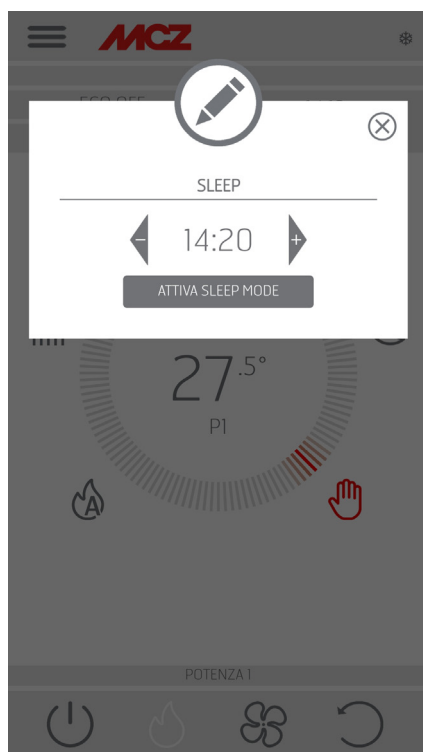 MCZ
SLEEP
- 14:20 +
ATTIVA SLEEP MODE
27.5°
P1
A
POTENZA 1